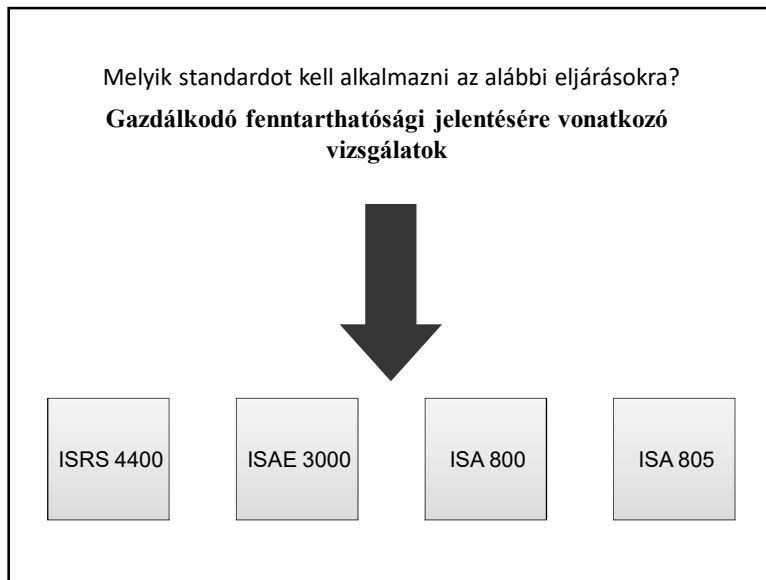 Melyik standardot kell alkalmazni az alábbi eljárásokra?
Gazdálkodó fenntarthatósági jelentésére vonatkozó
vizsgálatok
ISRS 4400
ISAE 3000
ISA 800
ISA 805